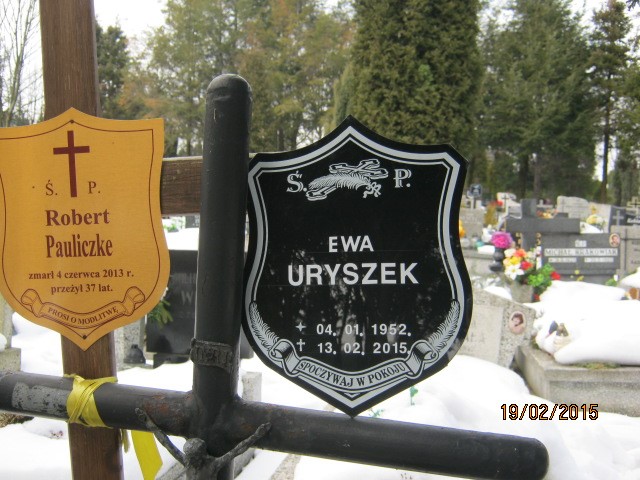 Ś. P.
Robert
Pauliczke
zmarł 4 czerwca 2013 r.
przeżył 37 lat.
PROSI O MODLITWĘ
Ś. P.
EWA
URYSZEK
04. 01. 1952.
13. 02. 2015
SPOCZYWAJ W POKOJU
MICHAŁ
19/02/2015